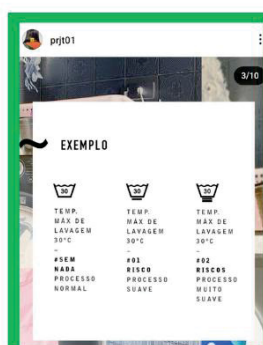 prjt01
3/10
EXEMPLO
30
TEMP.
MÁX DE
LAVAGEM
30°C
–
#SEM
NADA
PROCESSO
NORMAL
30
TEMP.
MÁX DE
LAVAGEM
30°C
–
#01
RISCO
PROCESSO
SUAVE
30
TEMP.
MÁX DE
LAVAGEM
30°C
–
#02
RISCOS
PROCESSO
MUITO
SUAVE